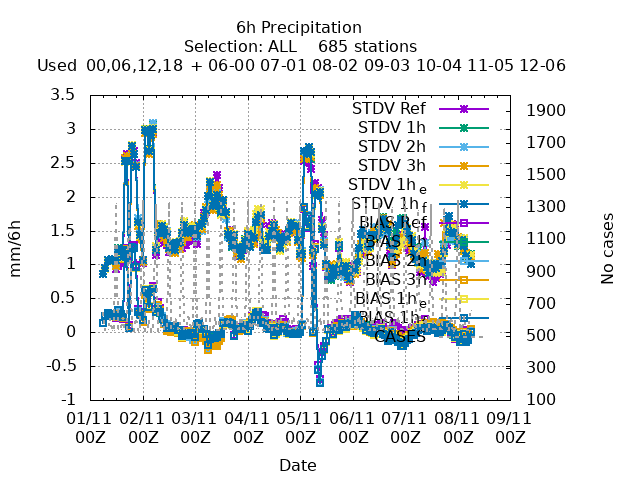 6h Precipitation
Selection: ALL    685 stations
Used  00,06,12,18  + 06-00 07-01 08-02 09-03 10-04 11-05 12-06
3.5
3
2.5
2
1.5
1
0.5
0
-0.5
-1
mm/6h
1900
1700
1500
1300
1100
900
700
500
300
100
No cases
STDV Ref
STDV 1h
STDV 2h
STDV 3h
STDV 1h e
STDV 1h f
BIAS Ref
BIAS 1h
BIAS 2h
BIAS 3h
BIAS 1h e
BIAS 1h f
CASES
01/11 02/11 03/11 04/11 05/11 06/11 07/11 08/11 09/11
00Z 00Z 00Z 00Z 00Z 00Z 00Z 00Z 00Z
Date